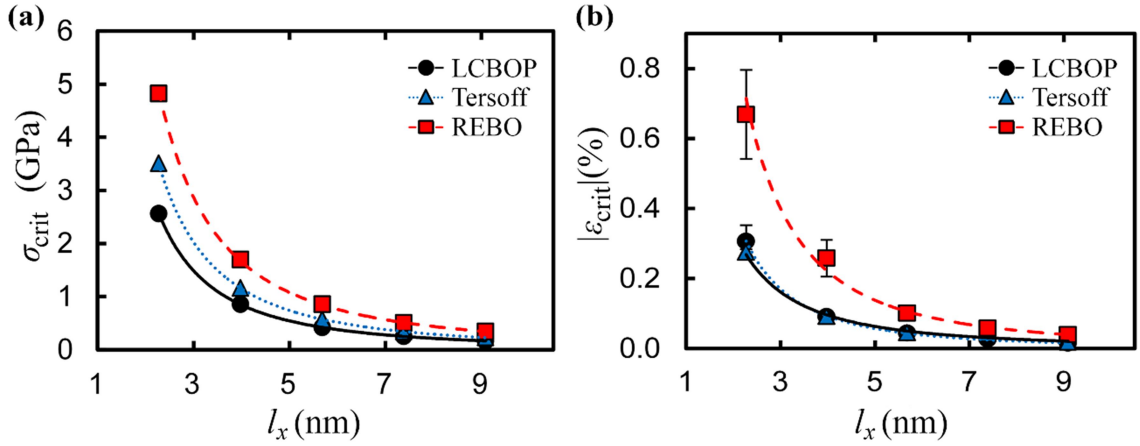 (a)
6
5
4
3
2
1
0
σcrit (GPa)
LCBOP
Tersoff
REBO
1 3 5 7 9
lx (nm)
(b)
0.8
0.6
0.4
0.2
0.0
|εcrit|(%)
LCBOP
Tersoff
REBO
1 3 5 7 9
lx (nm)